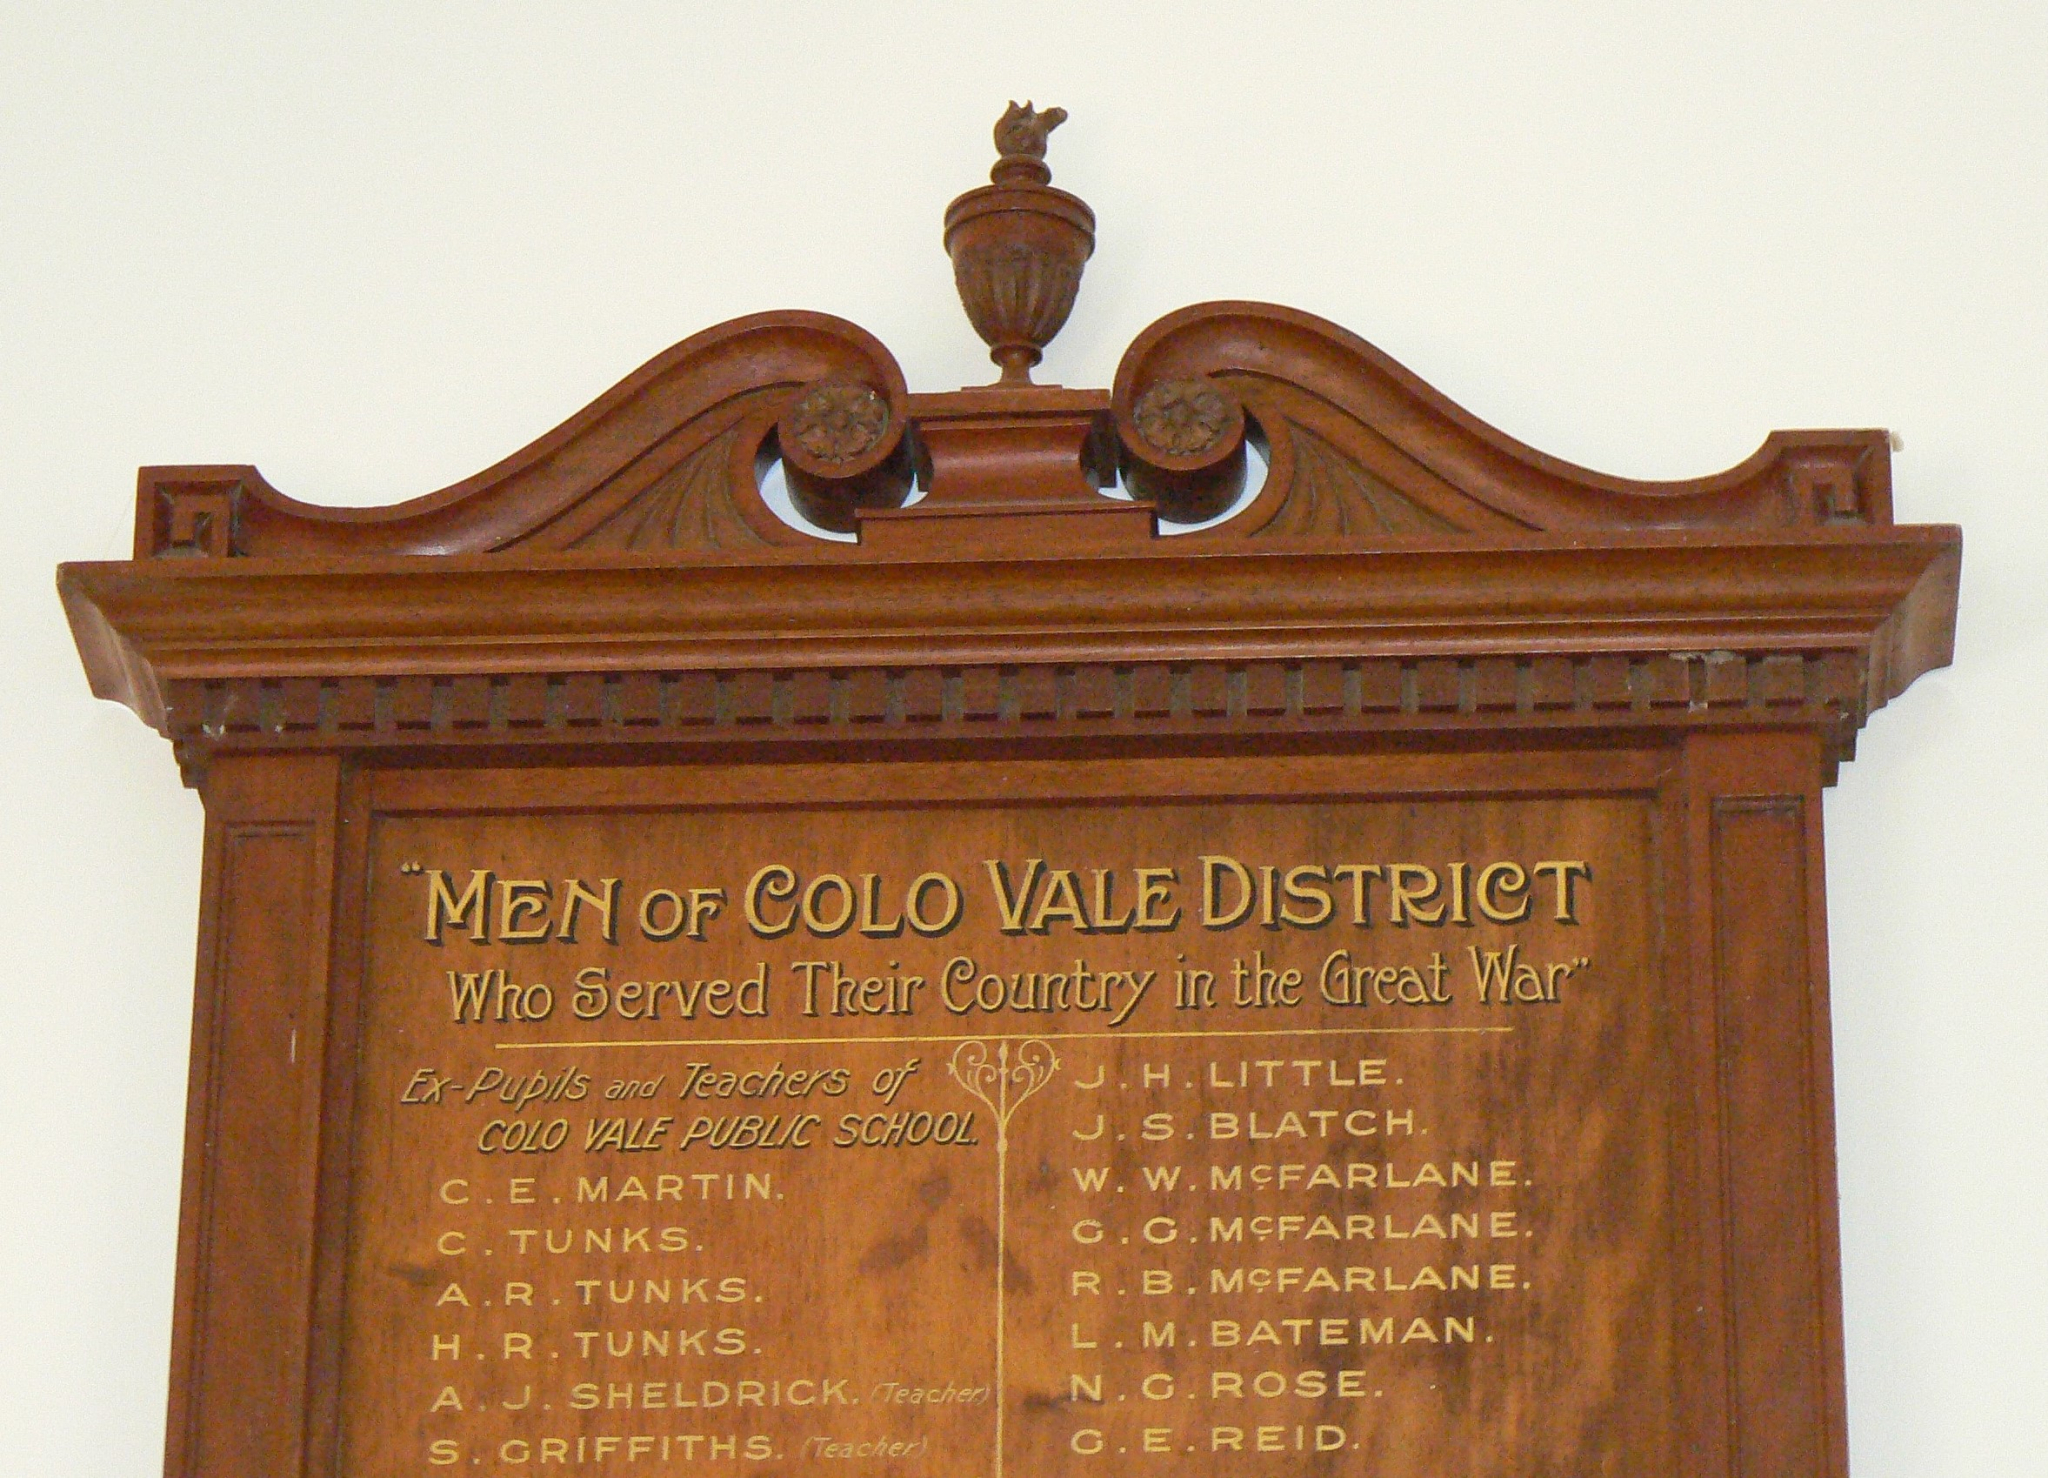 "MEN OF COLO VALE DISTRICT
Who Served Their Country in the Great War"
Ex-Pupils and Teachers of
COLO VALE PUBLIC SCHOOL.
C. E. MARTIN.
C. TUNKS.
A. R. TUNKS.
H. R. TUNKS.
A. J. SHELDRICK. (Teacher)
S. GRIFFITHS. (Teacher)
J. H. LITTLE.
J. S. BLATCH.
W. W. McFARLANE.
G. G. McFARLANE.
R. B. McFARLANE.
L. M. BATEMAN.
N. G. ROSE.
G. E. REID.